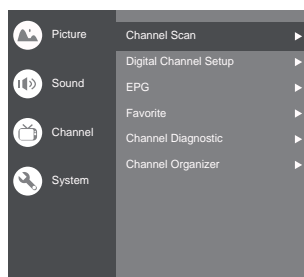 Picture
Sound
Channel
System
Channel Scan
Digital Channel Setup
EPG
Favorite
Channel Diagnostic
Channel Organizer